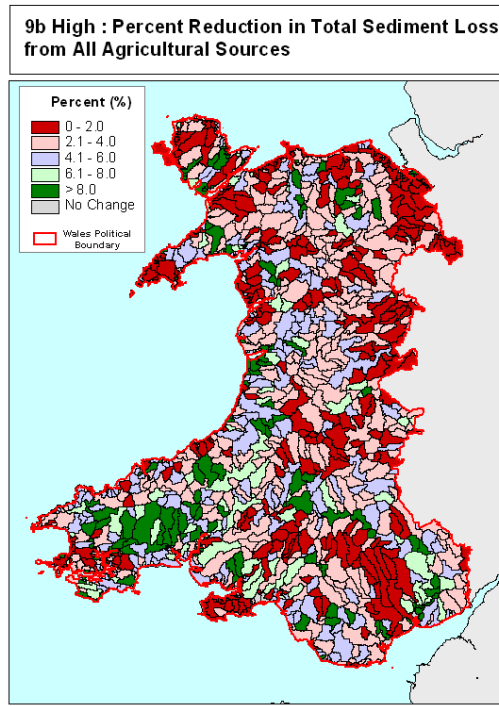 9b High : Percent Reduction in Total Sediment Loss
from All Agricultural Sources
Percent (%)
0 - 2.0
2.1 - 4.0
4.1 - 6.0
6.1 - 8.0
>8.0
No Change
Wales Political
Boundary